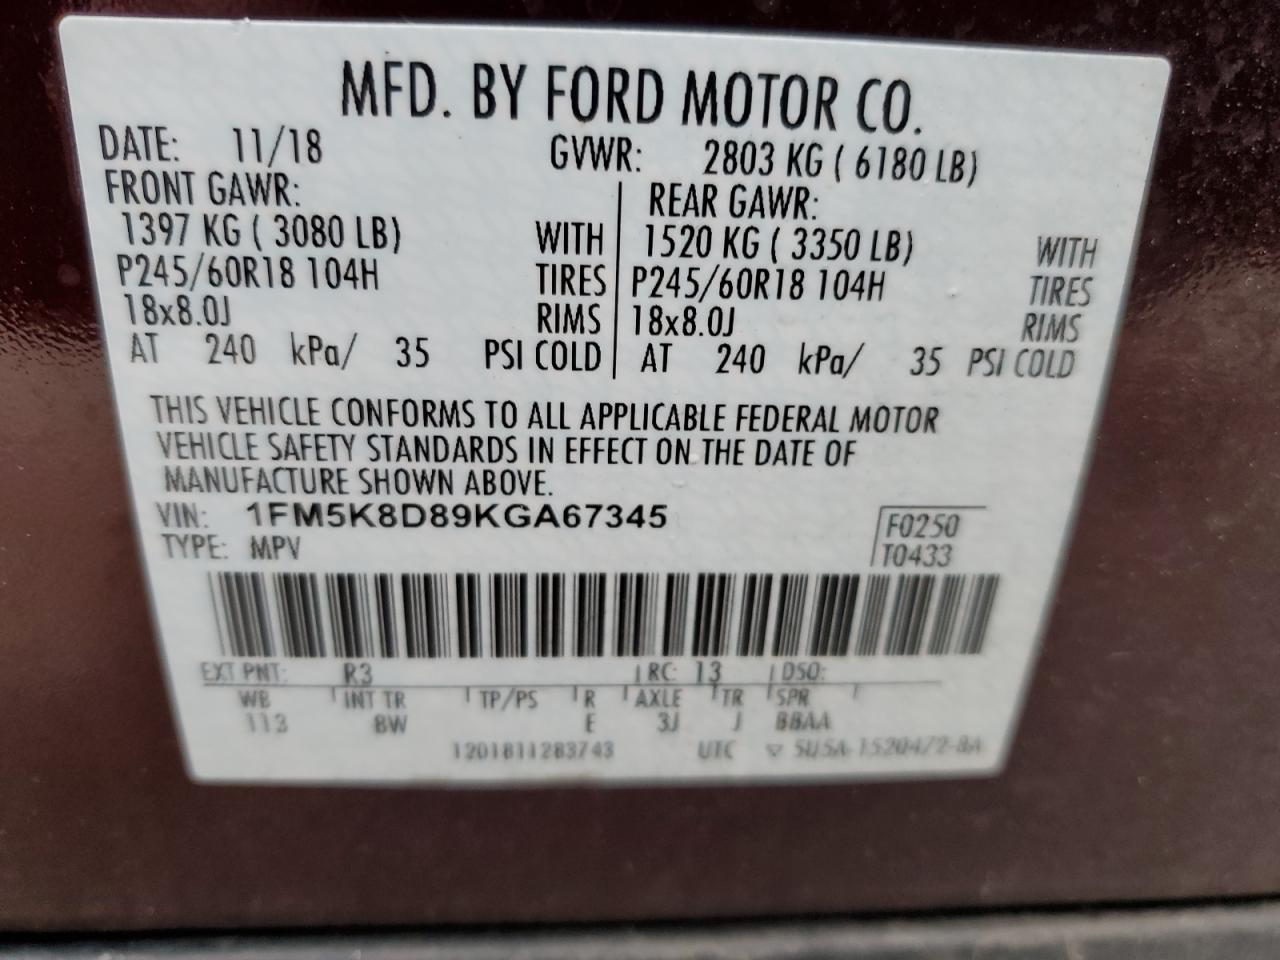 MFD. BY FORD MOTOR CO.
DATE: 11/18 GVWR: 2803 KG ( 6180 LB)
FRONT GAWR: REAR GAWR:
1397 KG ( 3080 LB) WITH 1520 KG ( 3350 LB) WITH
P245/60R18 104H TIRES P245/60R18 104H TIRES
18x8.0J RIMS 18x8.0J RIMS
AT 240 kPa/ 35 PSI COLD AT 240 kPa/ 35 PSI COLD
THIS VEHICLE CONFORMS TO ALL APPLICABLE FEDERAL MOTOR
VEHICLE SAFETY STANDARDS IN EFFECT ON THE DATE OF
MANUFACTURE SHOWN ABOVE.
VIN: 1FM5K8D89KGA67345 F0250
TYPE: MPV T0433
EXT PNT: R3 RC: 13 DSO:
WB INT TR TP/PS R AXLE TR SPR
113 8W E 3J J BBAA
1201811283743 UTC ▽ 5U5A-1520472-BA